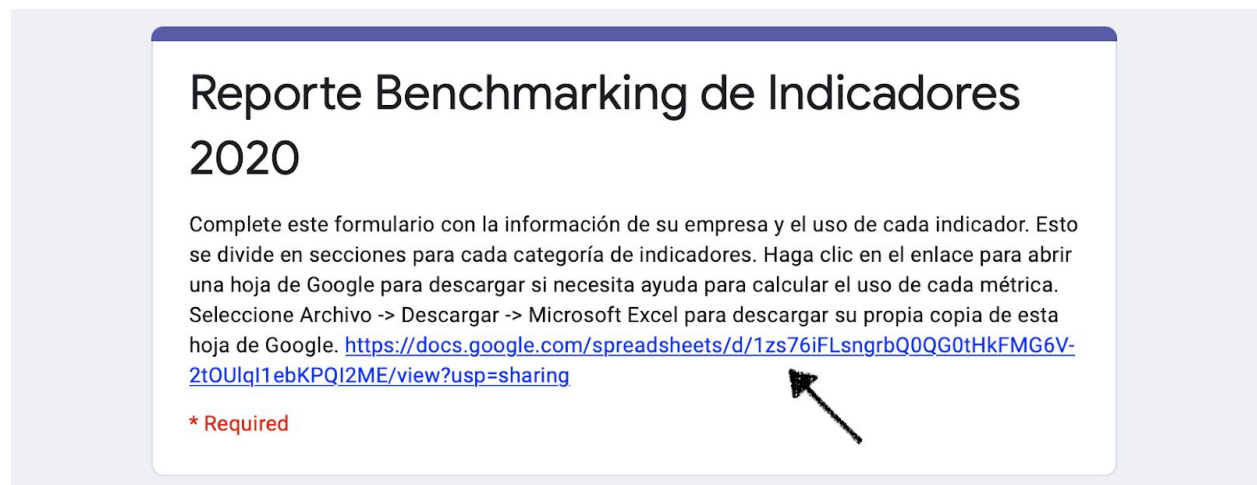 Reporte Benchmarking de Indicadores
2020
Complete este formulario con la información de su empresa y el uso de cada indicador. Esto
se divide en secciones para cada categoría de indicadores. Haga clic en el enlace para abrir
una hoja de Google para descargar si necesita ayuda para calcular el uso de cada métrica.
Seleccione Archivo -> Descargar -> Microsoft Excel para descargar su propia copia de esta
hoja de Google. https://docs.google.com/spreadsheets/d/1zs76iFLsngrbQ0QG0tHkFMG6V-
2tOUlqI1ebKPQI2ME/view?usp=sharing
* Required